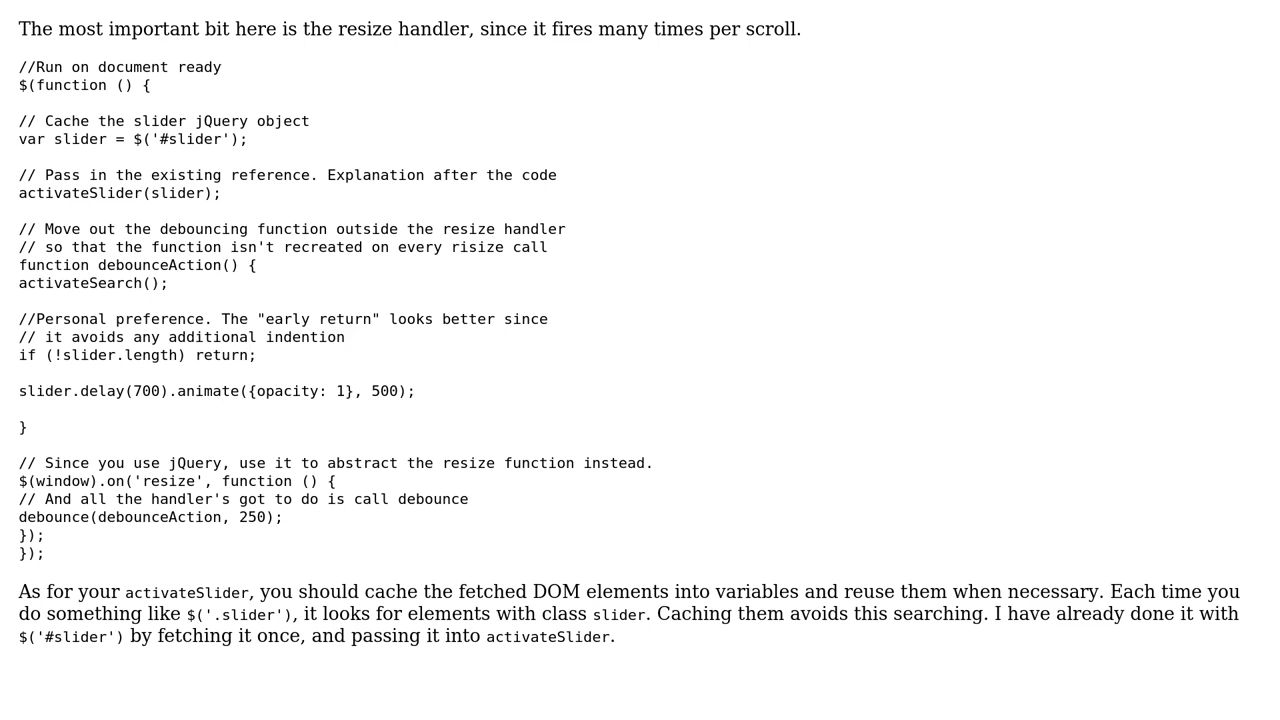 The most important bit here is the resize handler, since it fires many times per scroll.
//Run on document ready
$(function () {
// Cache the slider jQuery object
var slider = $('#slider');
// Pass in the existing reference. Explanation after the code
activateSlider(slider);
// Move out the debouncing function outside the resize handler
// so that the function isn't recreated on every risize call
function debounceAction() {
activateSearch();
//Personal preference. The "early return" looks better since
// it avoids any additional indention
if (!slider.length) return;
slider.delay(700).animate({opacity: 1}, 500);
}
// Since you use jQuery, use it to abstract the resize function instead.
$(window).on('resize', function () {
// And all the handler's got to do is call debounce
debounce(debounceAction, 250);
});
});
As for your activateSlider, you should cache the fetched DOM elements into variables and reuse them when necessary. Each time you
do something like $('.slider'), it looks for elements with class slider. Caching them avoids this searching. I have already done it with
$('#slider') by fetching it once, and passing it into activateSlider.